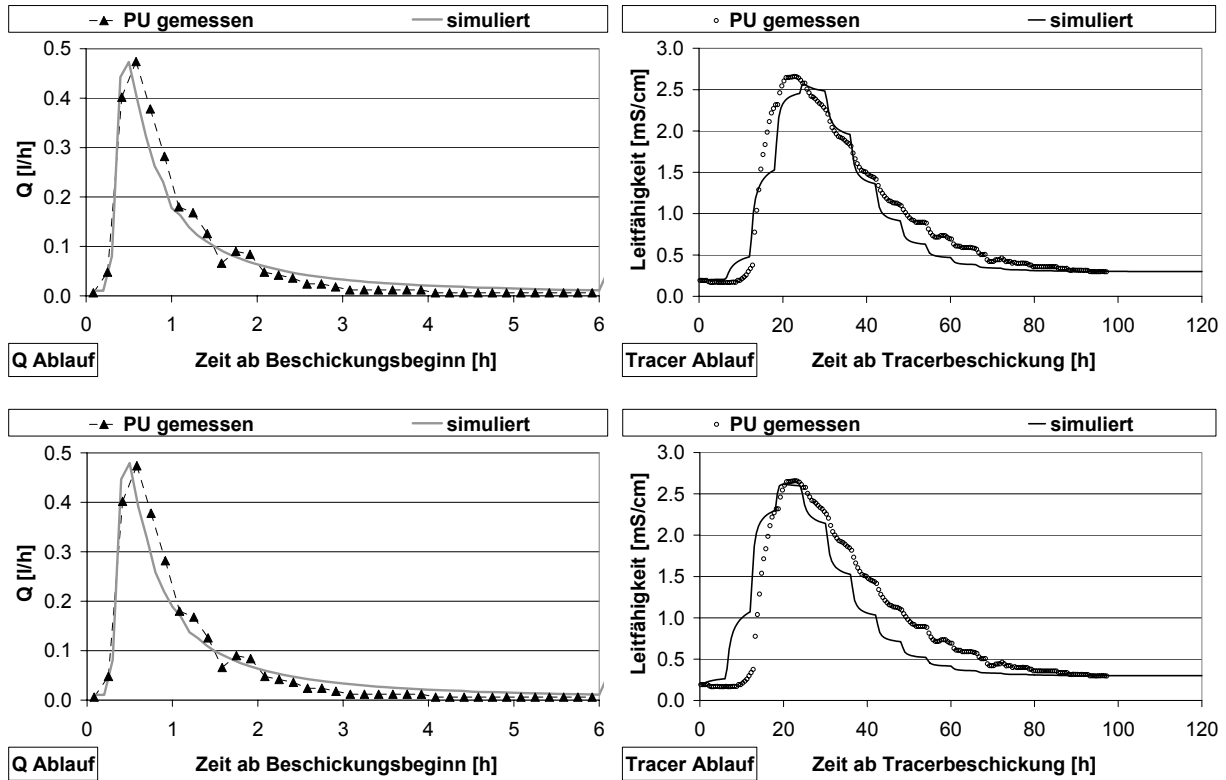 PU gemessen simuliert
Q [l/h]
0.5
0.4
0.3
0.2
0.1
0.0
0 1 2 3 4 5 6
Q Ablauf Zeit ab Beschickungsbeginn [h]
PU gemessen simuliert
Leitfähigkeit [mS/cm]
3.0
2.5
2.0
1.5
1.0
0.5
0.0
0 20 40 60 80 100 120
Tracer Ablauf Zeit ab Tracerbeschickung [h]
PU gemessen simuliert
Q [l/h]
0.5
0.4
0.3
0.2
0.1
0.0
0 1 2 3 4 5 6
Q Ablauf Zeit ab Beschickungsbeginn [h]
PU gemessen simuliert
Leitfähigkeit [mS/cm]
3.0
2.5
2.0
1.5
1.0
0.5
0.0
0 20 40 60 80 100 120
Tracer Ablauf Zeit ab Tracerbeschickung [h]